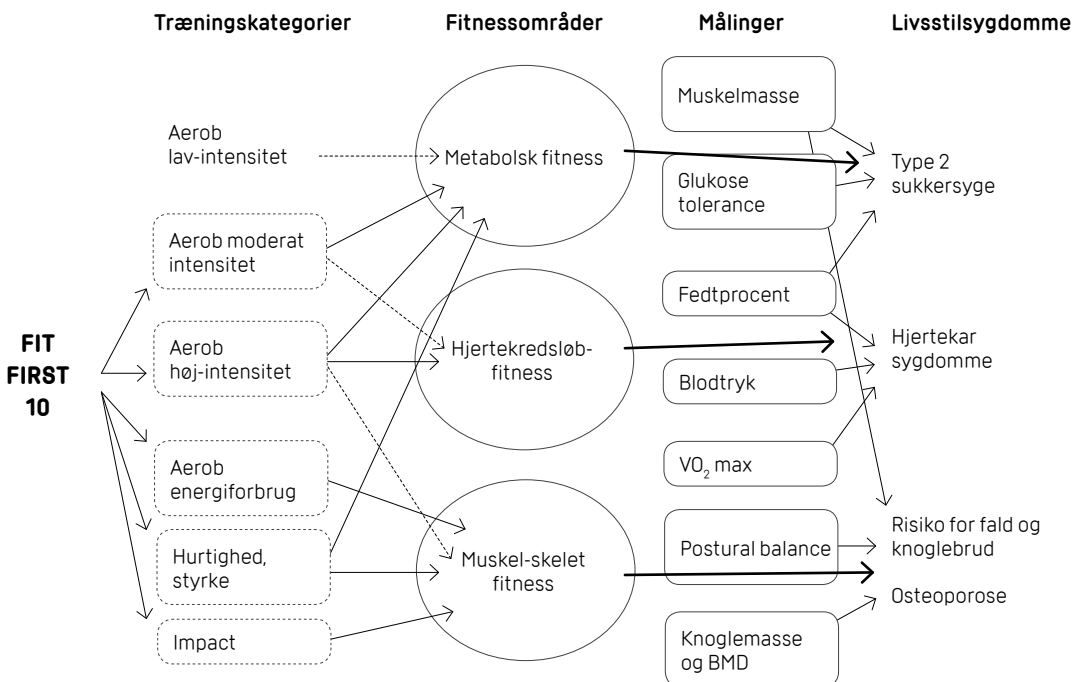 Træningskategorier
Fitnessområder
Målinger
Livsstilsygdomme
FIT
FIRST
10
Aerob
lav-intensitet
Aerob moderat
intensitet
Aerob
høj-intensitet
Aerob
energiforbrug
Hurtighed,
styrke
Impact
Metabolsk fitness
Hjertekredsløb-
fitness
Muskel-skelet
fitness
Muskelmasse
Glukose
tolerance
Fedtprocent
Blodtryk
VO₂ max
Postural balance
Knoglemasse
og BMD
Type 2
sukkersyge
Hjertekar
sygdomme
Risiko for fald og
knoglebrud
Osteoporose